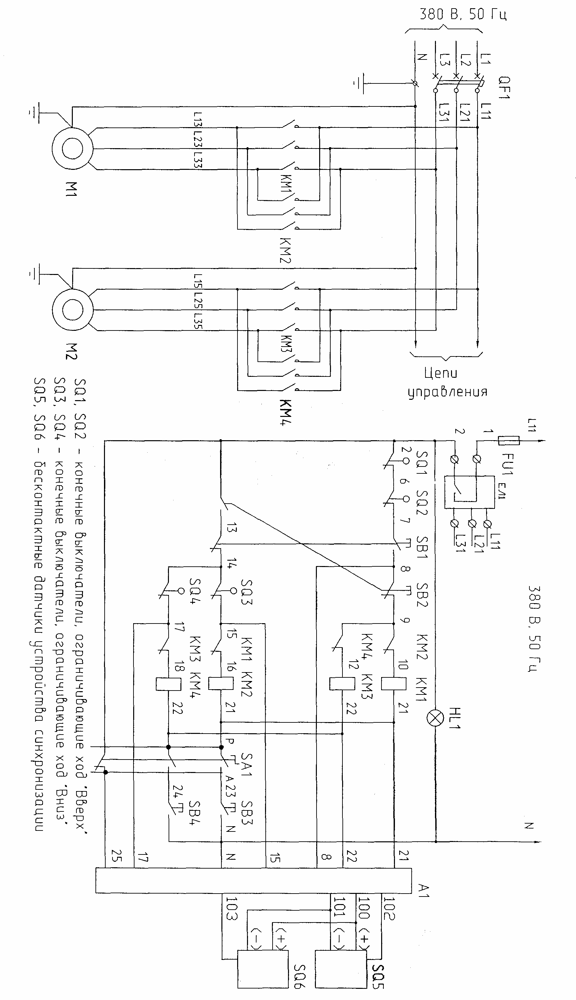 380 В, 50 Гц
L1
L2
L3
N
QF1
L11
L21
L31
L13
L23
L33
KM1
KM2
M1
L15
L25
L35
KM3
KM4
M2
Цепи
управления
380 В, 50 Гц
L11
FU1
1
2
ЕЛ1
L11
L21
L31
HL1
N
2
SQ1
6
SQ2
7
SB1
8
SB2
9
KM2
10
KM1
21
KM4
12
KM3
22
13
14
SQ3
15
KM1
16
KM2
21
P
SA1
A
23
SB3
N
SQ4
17
KM3
18
KM4
22
24
SB4
21
22
8
15
N
17
25
A1
102
100
101
103
(+)
(-)
(+)
(-)
SQ5
SQ6
SQ1, SQ2 - конечные выключатели, ограничивающие ход "Вверх"
SQ3, SQ4 - конечные выключатели, ограничивающие ход "Вниз"
SQ5, SQ6 - бесконтактные датчики устройства синхронизации